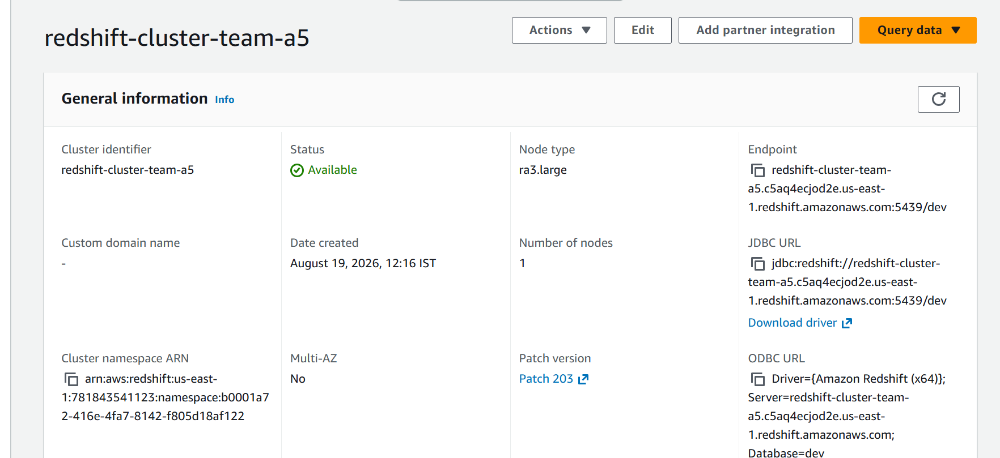 redshift-cluster-team-a5
Actions
Edit
Add partner integration
Query data
General information Info
Cluster identifier
redshift-cluster-team-a5
Status
Available
Node type
ra3.large
Endpoint
redshift-cluster-team-
a5.c5aq4ecjod2e.us-east-
1.redshift.amazonaws.com:5439/dev
Custom domain name
-
Date created
August 19, 2026, 12:16 IST
Number of nodes
1
JDBC URL
jdbc:redshift://redshift-cluster-
team-a5.c5aq4ecjod2e.us-east-
1.redshift.amazonaws.com:5439/dev
Download driver
Cluster namespace ARN
arn:aws:redshift:us-east-
1:781843541123:namespace:b0001a7
2-416e-4fa7-8142-f805d18af122
Multi-AZ
No
Patch version
Patch 203
ODBC URL
Driver={Amazon Redshift (x64)};
Server=redshift-cluster-team-
a5.c5aq4ecjod2e.us-east-
1.redshift.amazonaws.com;
Database=dev